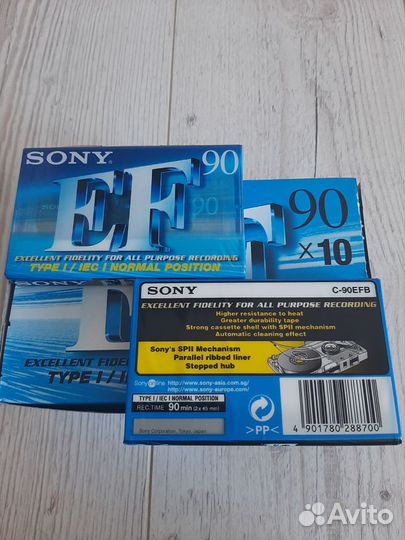 SONY
EF 90
EXCELLENT FIDELITY FOR ALL PURPOSE RECORDING
TYPE I / IEC I NORMAL POSITION
90
x 10
EXCELLENT FIDE
TYPE I / IE
SONY
C-90EFB
EXCELLENT FIDELITY FOR ALL PURPOSE RECORDING
Higher resistance to heat
Greater durability tape
Strong cassette shell with SPII mechanism
Automatic cleaning effect
Sony's SPII Mechanism
Parallel ribbed liner
Stepped hub
Sony online
http://www.sony-asia.com.sg/
http://www.sony-europe.com/
TYPE I / IEC I NORMAL POSITION
REC.TIME 90 min (2 x 45 min)
Sony Corporation, Tokyo, Japan
>PP<
4 901780 288700
Avito